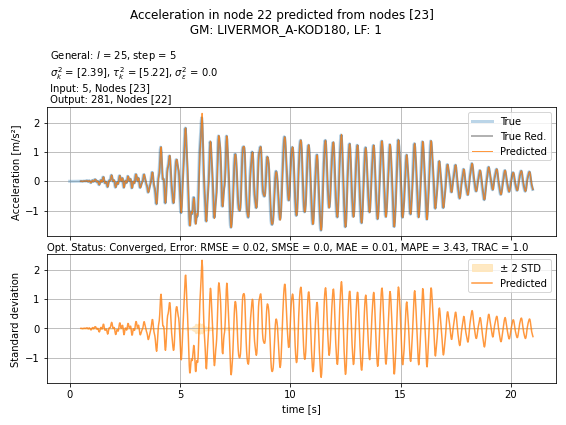 Acceleration in node 22 predicted from nodes [23]
GM: LIVERMOR_A-KOD180, LF: 1
General: l = 25, step = 5
σ²ₖ = [2.39], τ²ₖ = [5.22], σ²ε = 0.0
Input: 5, Nodes [23]
Output: 281, Nodes [22]
Acceleration [m/s²]
2
1
0
−1
True
True Red.
Predicted
Opt. Status: Converged, Error: RMSE = 0.02, SMSE = 0.0, MAE = 0.01, MAPE = 3.43, TRAC = 1.0
Standard deviation
2
1
0
−1
± 2 STD
Predicted
0 5 10 15 20
time [s]